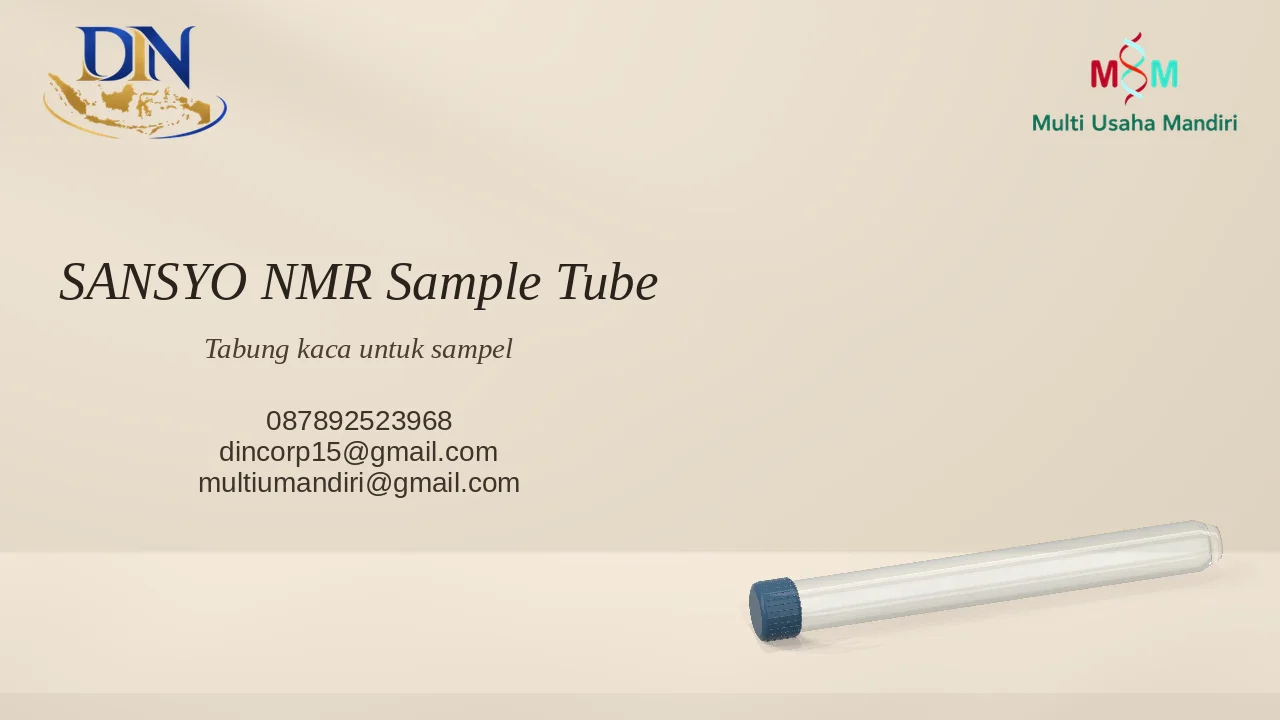 DN
M M
Multi Usaha Mandiri
SANSYO NMR Sample Tube
Tabung kaca untuk sampel
087892523968
dincorp15@gmail.com
multiumandiri@gmail.com